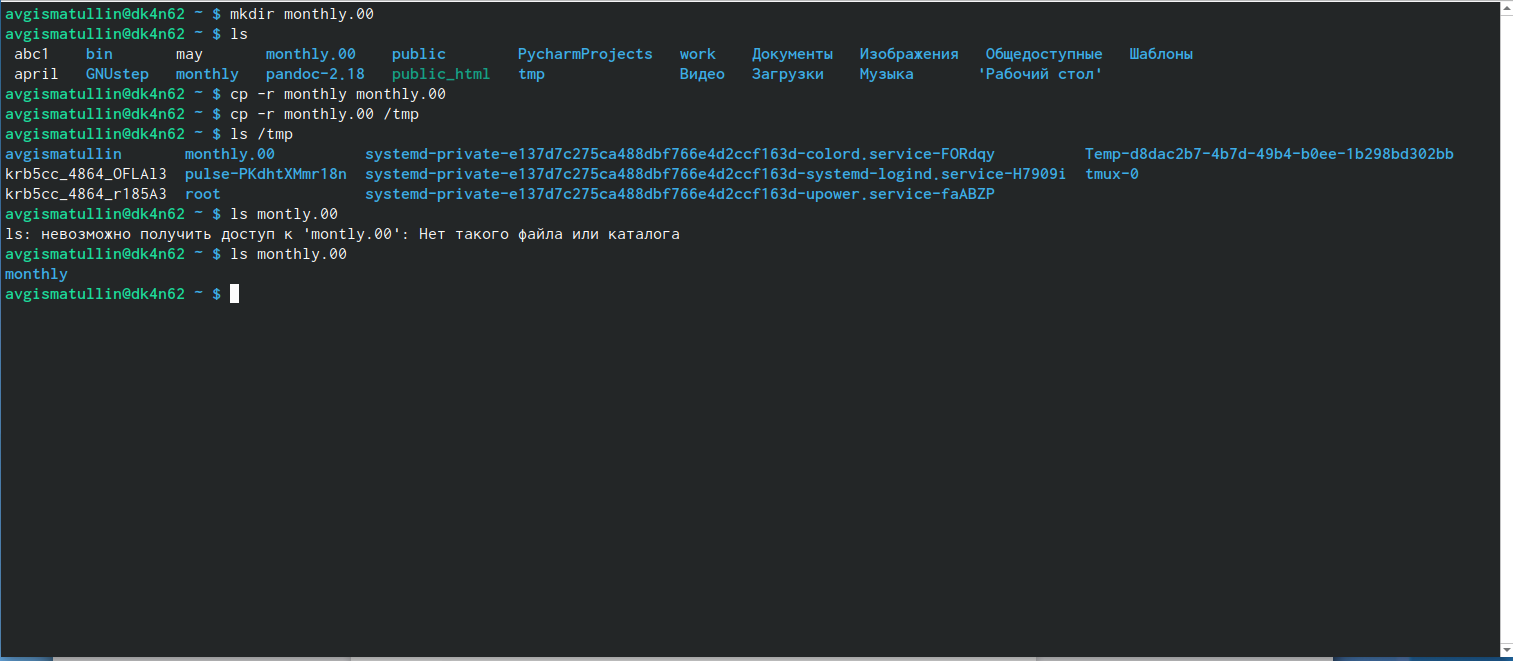 avgismatullin@dk4n62 ~ $ mkdir monthly.00
avgismatullin@dk4n62 ~ $ ls
abc1 bin may monthly.00 public PycharmProjects work Документы Изображения Общедоступные Шаблоны
april GNUstep monthly pandoc-2.18 public_html tmp Видео Загрузки Музыка 'Рабочий стол'
avgismatullin@dk4n62 ~ $ cp -r monthly monthly.00
avgismatullin@dk4n62 ~ $ cp -r monthly.00 /tmp
avgismatullin@dk4n62 ~ $ ls /tmp
avgismatullin monthly.00 systemd-private-e137d7c275ca488dbf766e4d2ccf163d-colord.service-FORdqy Temp-d8dac2b7-4b7d-49b4-b0ee-1b298bd302bb
krb5cc_4864_OFLAl3 pulse-PKdhtXMmr18n systemd-private-e137d7c275ca488dbf766e4d2ccf163d-systemd-logind.service-H7909i tmux-0
krb5cc_4864_r185A3 root systemd-private-e137d7c275ca488dbf766e4d2ccf163d-upower.service-faABZP
avgismatullin@dk4n62 ~ $ ls montly.00
ls: невозможно получить доступ к 'montly.00': Нет такого файла или каталога
avgismatullin@dk4n62 ~ $ ls monthly.00
monthly
avgismatullin@dk4n62 ~ $